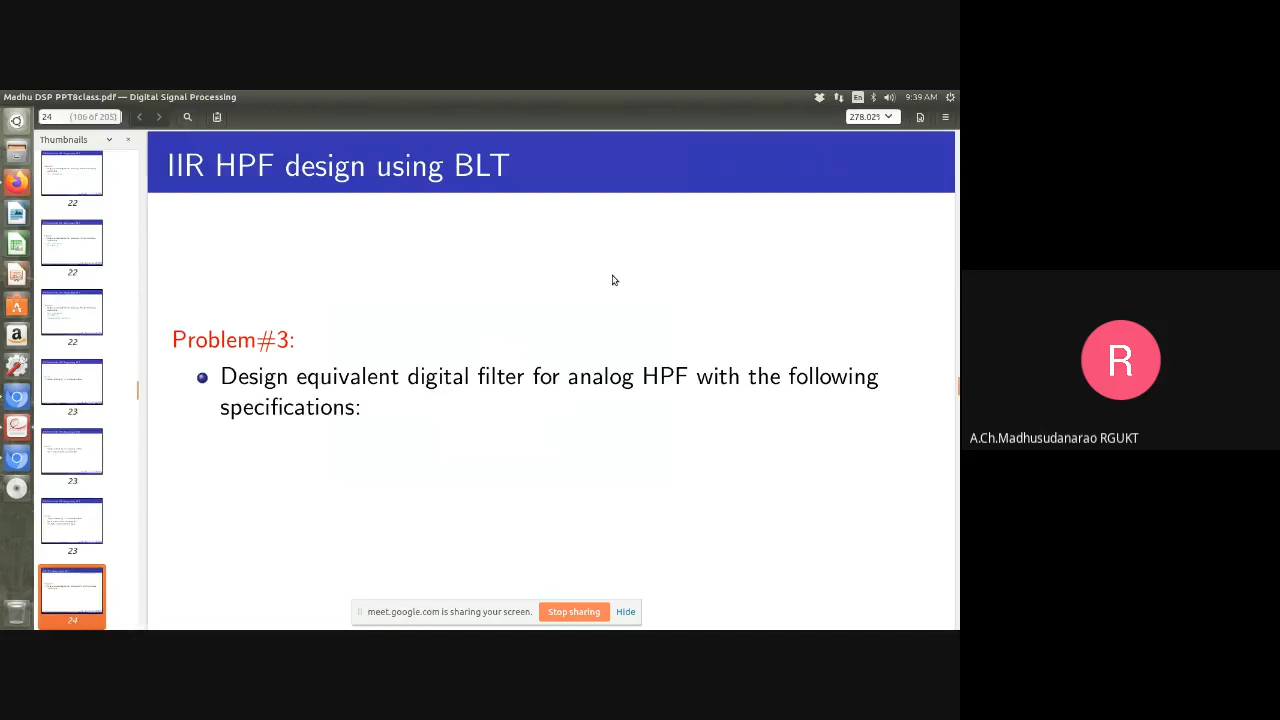 Madhu DSP PPT8class.pdf — Digital Signal Processing
En
9:39 AM
24 (106 of 205)
278.02%
Thumbnails
22
22
22
23
23
23
24
IIR HPF design using BLT
Problem#3:
Design equivalent digital filter for analog HPF with the following
specifications:
meet.google.com is sharing your screen. Stop sharing Hide
R
A.Ch.Madhusudanarao RGUKT